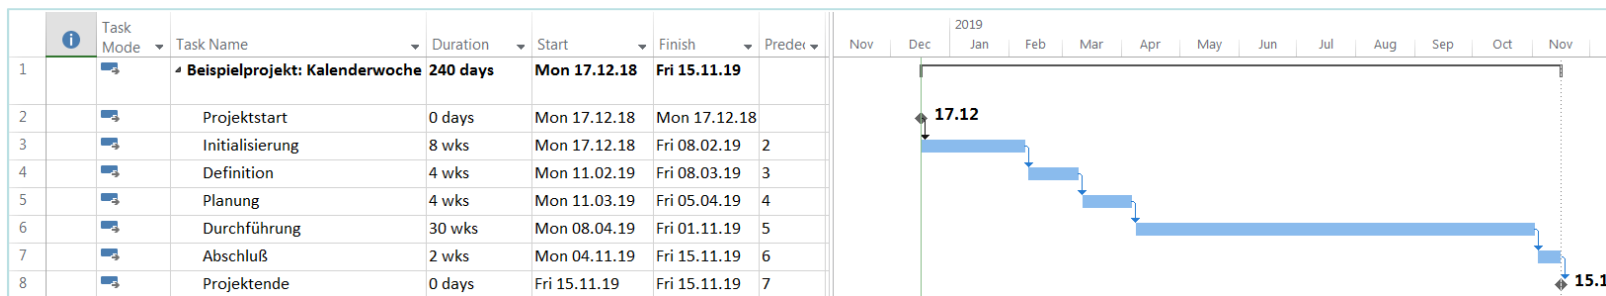 Task Mode Task Name Duration Start Finish Predec
2019
Nov Dec Jan Feb Mar Apr May Jun Jul Aug Sep Oct Nov
1 Beispielprojekt: Kalenderwoche 240 days Mon 17.12.18 Fri 15.11.19
2 Projektstart 0 days Mon 17.12.18 Mon 17.12.18 17.12
3 Initialisierung 8 wks Mon 17.12.18 Fri 08.02.19 2
4 Definition 4 wks Mon 11.02.19 Fri 08.03.19 3
5 Planung 4 wks Mon 11.03.19 Fri 05.04.19 4
6 Durchführung 30 wks Mon 08.04.19 Fri 01.11.19 5
7 Abschluß 2 wks Mon 04.11.19 Fri 15.11.19 6
8 Projektende 0 days Fri 15.11.19 Fri 15.11.19 7 15.1